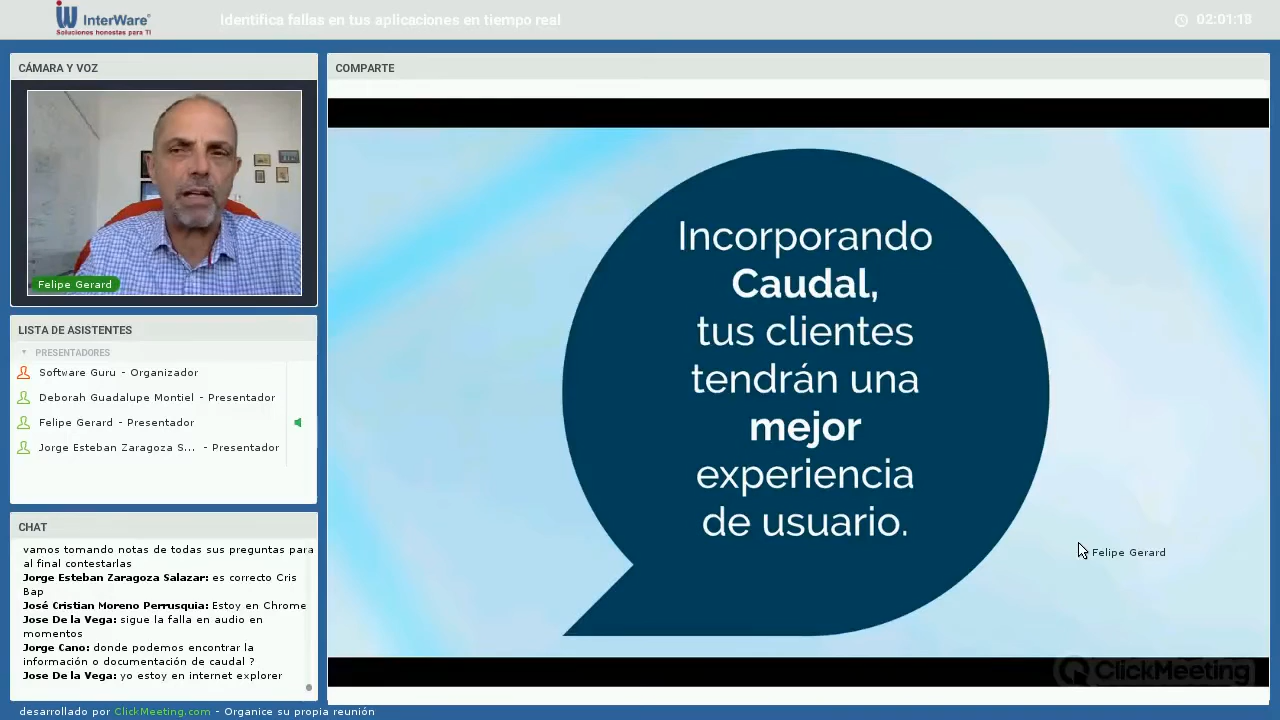 InterWare
Soluciones honestas para TI
Identifica fallas en tus aplicaciones en tiempo real
02:01:18
CÁMARA Y VOZ
Felipe Gerard
LISTA DE ASISTENTES
PRESENTADORES
Software Guru - Organizador
Deborah Guadalupe Montiel - Presentador
Felipe Gerard - Presentador
Jorge Esteban Zaragoza S... - Presentador
CHAT
vamos tomando notas de todas sus preguntas para
al final contestarlas
Jorge Esteban Zaragoza Salazar: es correcto Cris
Bap
José Cristian Moreno Perrusquia: Estoy en Chrome
Jose De la Vega: sigue la falla en audio en
momentos
Jorge Cano: donde podemos encontrar la
información o documentación de caudal ?
Jose De la Vega: yo estoy en internet explorer
COMPARTE
Incorporando
Caudal,
tus clientes
tendrán una
mejor
experiencia
de usuario.
Felipe Gerard
ClickMeeting
desarrollado por ClickMeeting.com - Organice su propia reunión